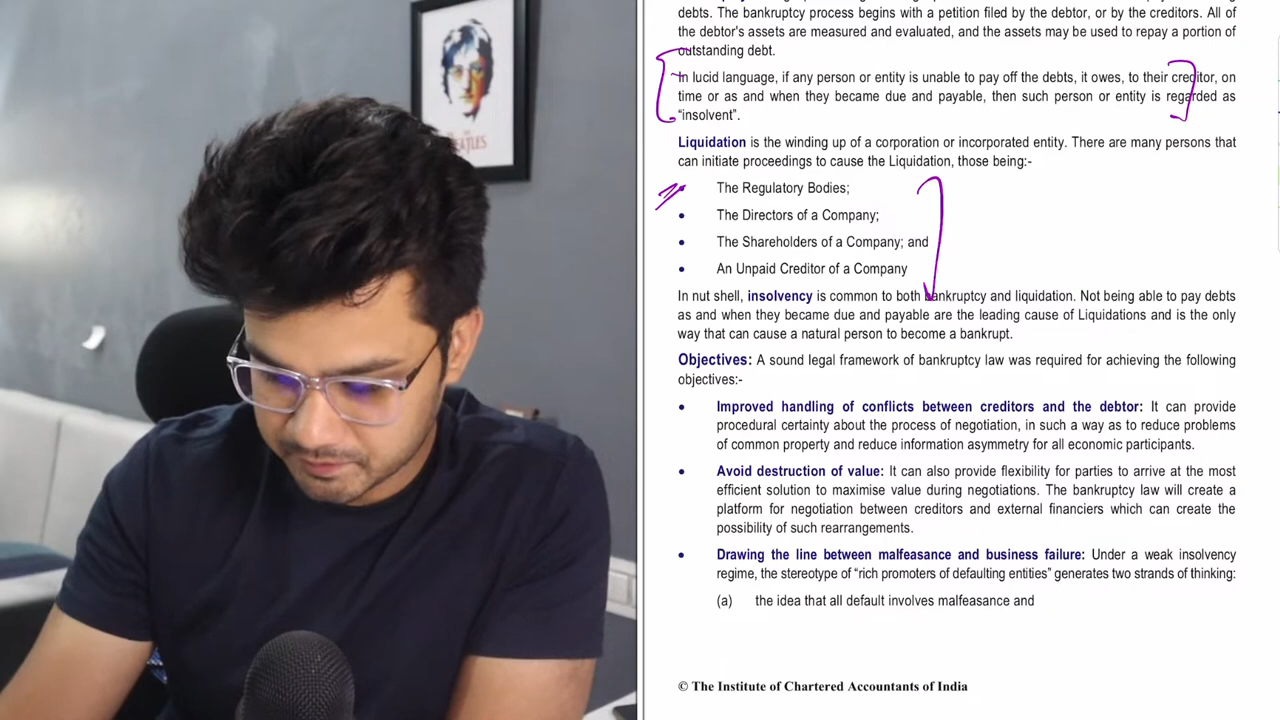 debts. The bankruptcy process begins with a petition filed by the debtor, or by the creditors. All of
the debtor's assets are measured and evaluated, and the assets may be used to repay a portion of
outstanding debt.
In lucid language, if any person or entity is unable to pay off the debts, it owes, to their creditor, on
time or as and when they became due and payable, then such person or entity is regarded as
“insolvent”.
Liquidation is the winding up of a corporation or incorporated entity. There are many persons that
can initiate proceedings to cause the Liquidation, those being:-
• The Regulatory Bodies;
• The Directors of a Company;
• The Shareholders of a Company; and
• An Unpaid Creditor of a Company
In nut shell, insolvency is common to both bankruptcy and liquidation. Not being able to pay debts
as and when they became due and payable are the leading cause of Liquidations and is the only
way that can cause a natural person to become a bankrupt.
Objectives: A sound legal framework of bankruptcy law was required for achieving the following
objectives:-
• Improved handling of conflicts between creditors and the debtor: It can provide
procedural certainty about the process of negotiation, in such a way as to reduce problems
of common property and reduce information asymmetry for all economic participants.
• Avoid destruction of value: It can also provide flexibility for parties to arrive at the most
efficient solution to maximise value during negotiations. The bankruptcy law will create a
platform for negotiation between creditors and external financiers which can create the
possibility of such rearrangements.
• Drawing the line between malfeasance and business failure: Under a weak insolvency
regime, the stereotype of “rich promoters of defaulting entities” generates two strands of thinking:
(a) the idea that all default involves malfeasance and
© The Institute of Chartered Accountants of India